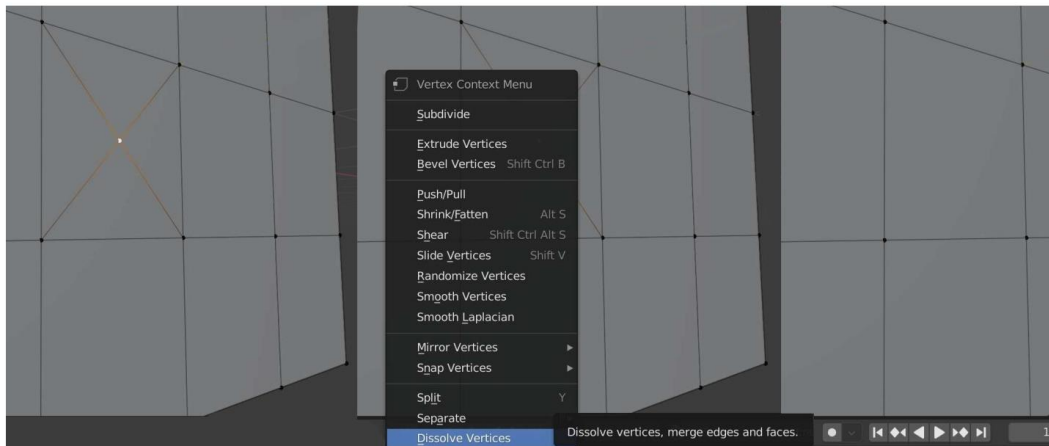 Vertex Context Menu
Subdivide
Extrude Vertices
Bevel Vertices Shift Ctrl B
Push/Pull
Shrink/Fatten Alt S
Shear Shift Ctrl Alt S
Slide Vertices Shift V
Randomize Vertices
Smooth Vertices
Smooth Laplacian
Mirror Vertices
Snap Vertices
Split Y
Separate
Dissolve Vertices
Dissolve vertices, merge edges and faces.
1